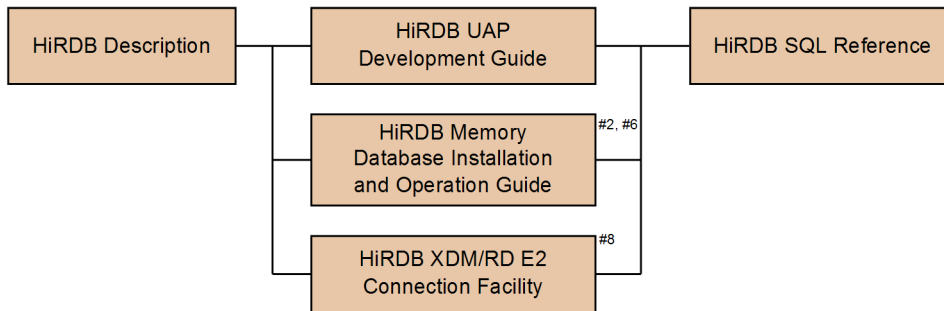 HiRDB Description
HiRDB UAP
Development Guide
HiRDB SQL Reference
HiRDB Memory
Database Installation
and Operation Guide
#2, #6
HiRDB XDM/RD E2
Connection Facility
#8